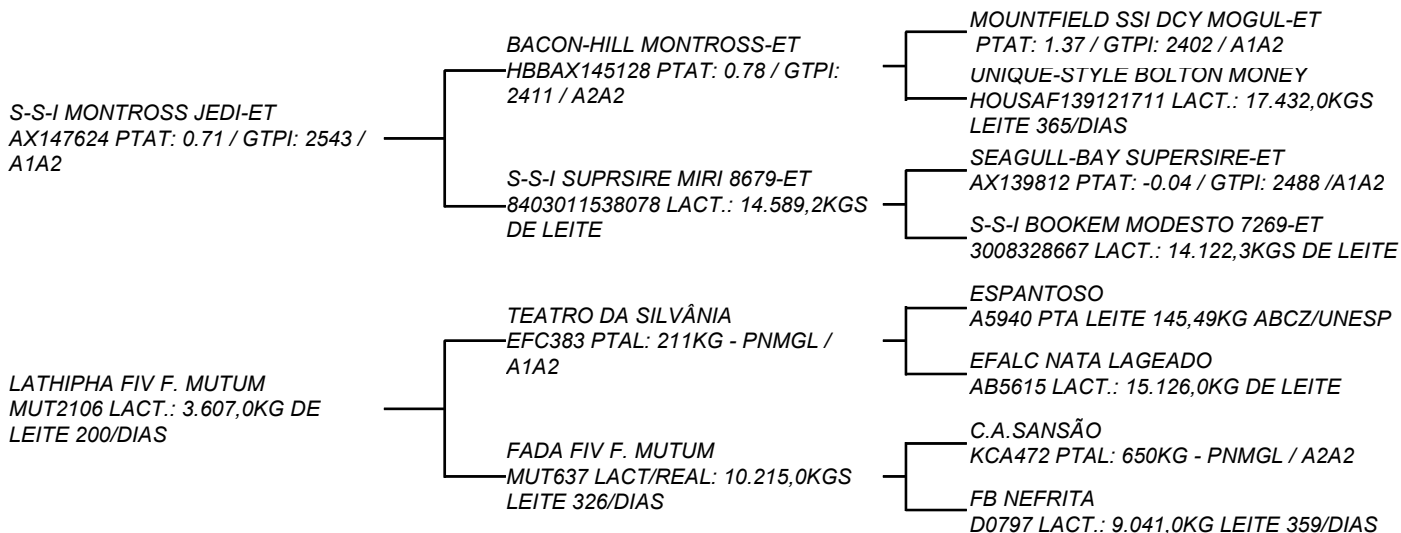 S-S-I MONTROSS JEDI-ET
AX147624 PTAT: 0.71 / GTPI: 2543 /
A1A2
LATHIPHA FIV F. MUTUM
MUT2106 LACT.: 3.607,0KG DE
LEITE 200/DIAS
BACON-HILL MONTROSS-ET
HBBAX145128 PTAT: 0.78 / GTPI:
2411 / A2A2
S-S-I SUPRSIRE MIRI 8679-ET
8403011538078 LACT.: 14.589,2KGS
DE LEITE
TEATRO DA SILVÂNIA
EFC383 PTAL: 211KG - PNMGL /
A1A2
FADA FIV F. MUTUM
MUT637 LACT/REAL: 10.215,0KGS
LEITE 326/DIAS
MOUNTFIELD SSI DCY MOGUL-ET
PTAT: 1.37 / GTPI: 2402 / A1A2
UNIQUE-STYLE BOLTON MONEY
HOUSAF139121711 LACT.: 17.432,0KGS
LEITE 365/DIAS
SEAGULL-BAY SUPERSIRE-ET
AX139812 PTAT: -0.04 / GTPI: 2488 /A1A2
S-S-I BOOKEM MODESTO 7269-ET
3008328667 LACT.: 14.122,3KGS DE LEITE
ESPANTOSO
A5940 PTA LEITE 145,49KG ABCZ/UNESP
EFALC NATA LAGEADO
AB5615 LACT.: 15.126,0KG DE LEITE
C.A.SANSÃO
KCA472 PTAL: 650KG - PNMGL / A2A2
FB NEFRITA
D0797 LACT.: 9.041,0KG LEITE 359/DIAS